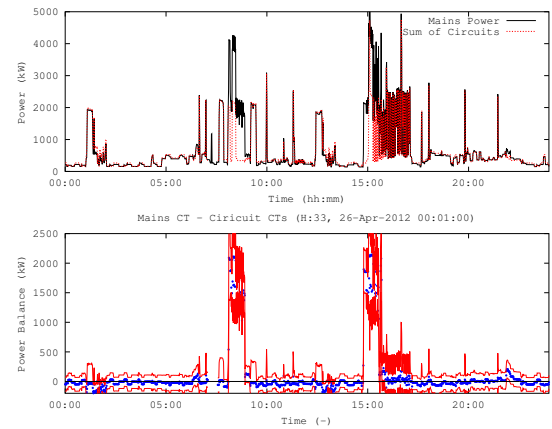 5000
Mains Power
Sum of Circuits
4000
3000
2000
1000
0
Power (kW)
00:00 05:00 10:00 15:00 20:00
Time (hh:mm)
Mains CT - Ciricuit CTs (H:33, 26-Apr-2012 00:01:00)
2500
2000
1500
1000
500
0
Power Balance (kW)
00:00 05:00 10:00 15:00 20:00
Time (-)